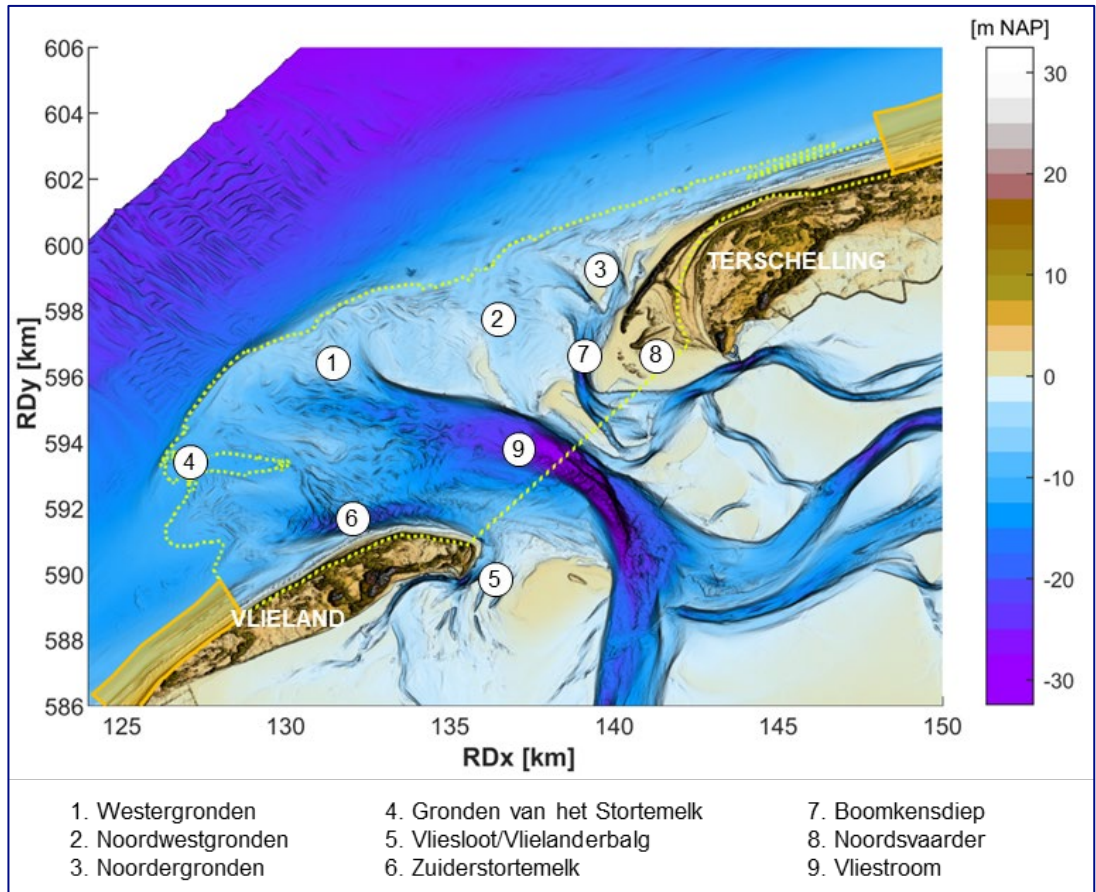 [m NAP]
606
604
602
600
598
596
594
592
590
588
586
RDy [km]
125
130
135
140
145
150
RDx [km]
30
20
10
0
-10
-20
-30
TERSCHELLING
VLIELAND
1
2
3
4
5
6
7
8
9
1. Westergronden
2. Noordwestgronden
3. Noordergronden
4. Gronden van het Stortemelk
5. Vliesloot/Vlielanderbalg
6. Zuiderstortemelk
7. Boomkensdiep
8. Noordsvaarder
9. Vliestroom